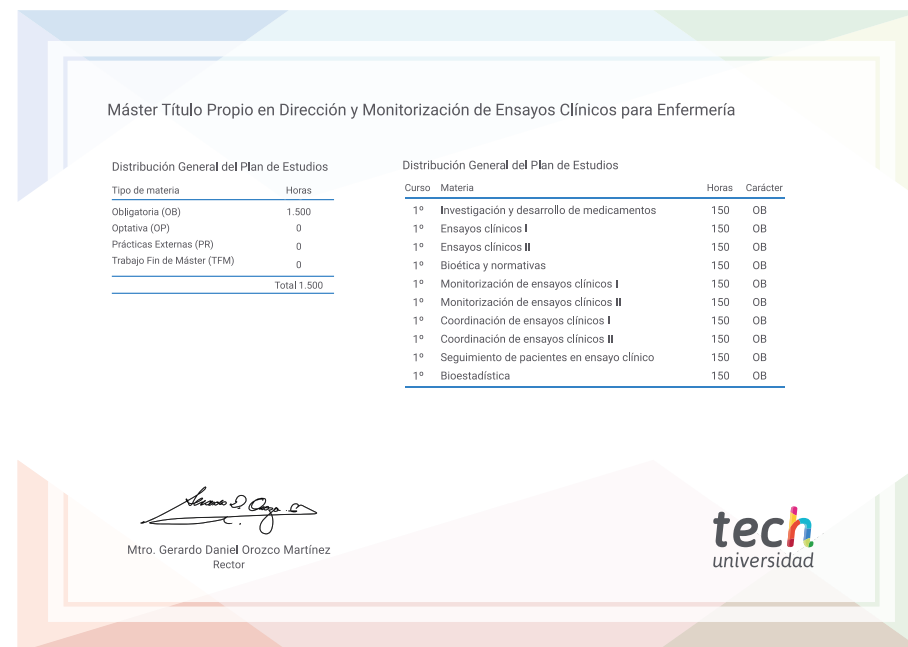 Máster Título Propio en Dirección y Monitorización de Ensayos Clínicos para Enfermería
Distribución General del Plan de Estudios
Tipo de materia Horas
Obligatoria (OB) 1.500
Optativa (OP) 0
Prácticas Externas (PR) 0
Trabajo Fin de Máster (TFM) 0
Total 1.500
Distribución General del Plan de Estudios
Curso Materia Horas Carácter
1º Investigación y desarrollo de medicamentos 150 OB
1º Ensayos clínicos I 150 OB
1º Ensayos clínicos II 150 OB
1º Bioética y normativas 150 OB
1º Monitorización de ensayos clínicos I 150 OB
1º Monitorización de ensayos clínicos II 150 OB
1º Coordinación de ensayos clínicos I 150 OB
1º Coordinación de ensayos clínicos II 150 OB
1º Seguimiento de pacientes en ensayo clínico 150 OB
1º Bioestadística 150 OB
Mtro. Gerardo Daniel Orozco Martínez
Rector
tech
universidad